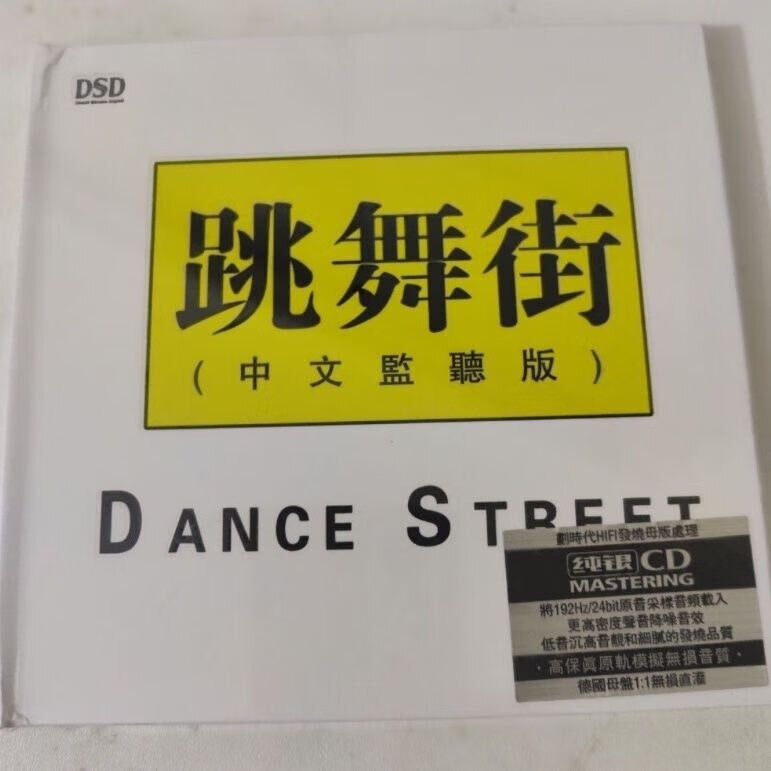 DSD
Direct Stream Digital
跳舞街
(中文監聽版)
DANCE STREET
劃時代HIFI發燒母版處理
纯银CD
MASTERING
將192Hz/24bit原音采樣音頻載入
更高密度聲音降噪音效
低音沉高音靚和細膩的發燒品質
·高保眞原軌模擬無損音質·
德國母盤1:1無損直灌